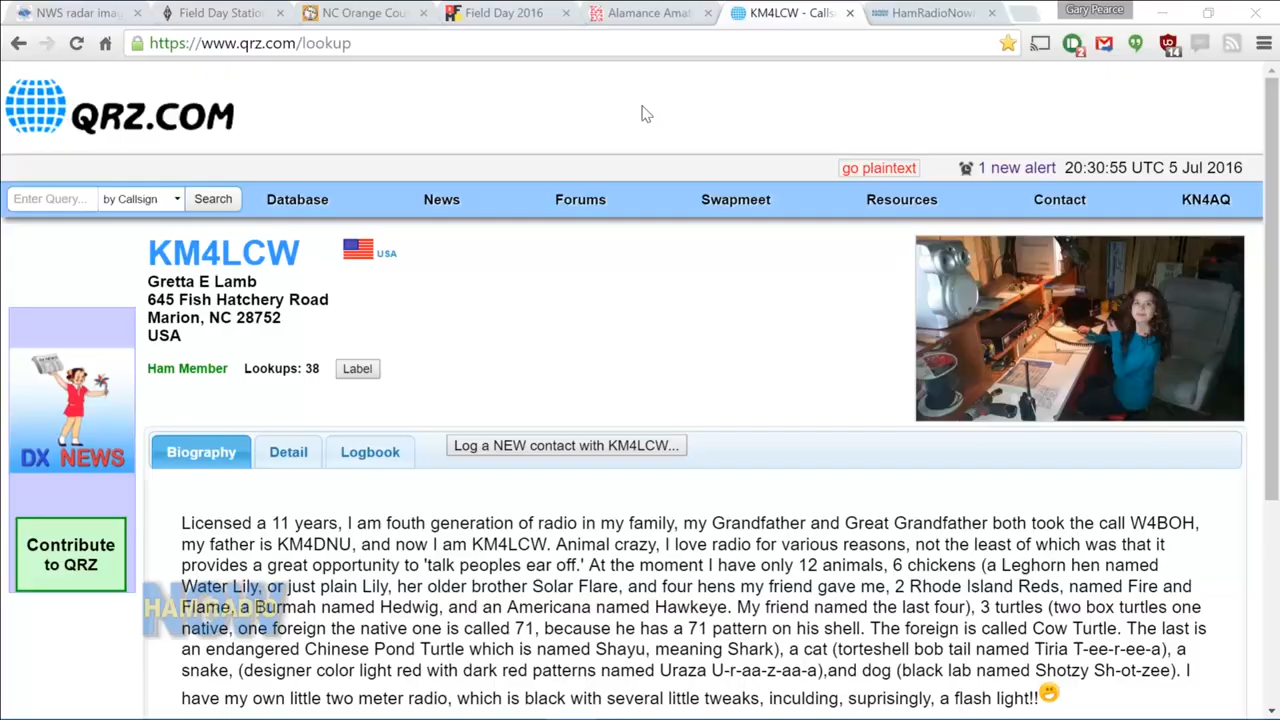 NWS radar imag
Field Day Statio
NC Orange Cou
Field Day 2016
Alamance Amat
KM4LCW - Calls
HamRadioNow
Gary Pearce
https://www.qrz.com/lookup
2
14
QRZ.COM
go plaintext
1 new alert 20:30:55 UTC 5 Jul 2016
Enter Query... by Callsign Search Database News Forums Swapmeet Resources Contact KN4AQ
KM4LCW
USA
Gretta E Lamb
645 Fish Hatchery Road
Marion, NC 28752
USA
Ham Member Lookups: 38 Label
DX NEWS
Contribute
to QRZ
Biography Detail Logbook Log a NEW contact with KM4LCW...
Licensed a 11 years, I am fouth generation of radio in my family, my Grandfather and Great Grandfather both took the call W4BOH,
my father is KM4DNU, and now I am KM4LCW. Animal crazy, I love radio for various reasons, not the least of which was that it
provides a great opportunity to 'talk peoples ear off.' At the moment I have only 12 animals, 6 chickens (a Leghorn hen named
Water Lily, or just plain Lily, her older brother Solar Flare, and four hens my friend gave me, 2 Rhode Island Reds, named Fire and
Flame, a Burmah named Hedwig, and an Americana named Hawkeye. My friend named the last four), 3 turtles (two box turtles one
native, one foreign the native one is called 71, because he has a 71 pattern on his shell. The foreign is called Cow Turtle. The last is
an endangered Chinese Pond Turtle which is named Shayu, meaning Shark), a cat (torteshell bob tail named Tiria T-ee-r-ee-a), a
snake, (designer color light red with dark red patterns named Uraza U-r-aa-z-aa-a),and dog (black lab named Shotzy Sh-ot-zee). I
have my own little two meter radio, which is black with several little tweaks, inculding, suprisingly, a flash light!!
HAMRADIO
NOW